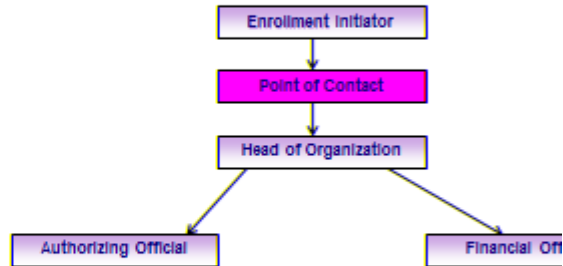 Enrollment Initiator
Point of Contact
Head of Organization
Authorizing Official
Financial Off